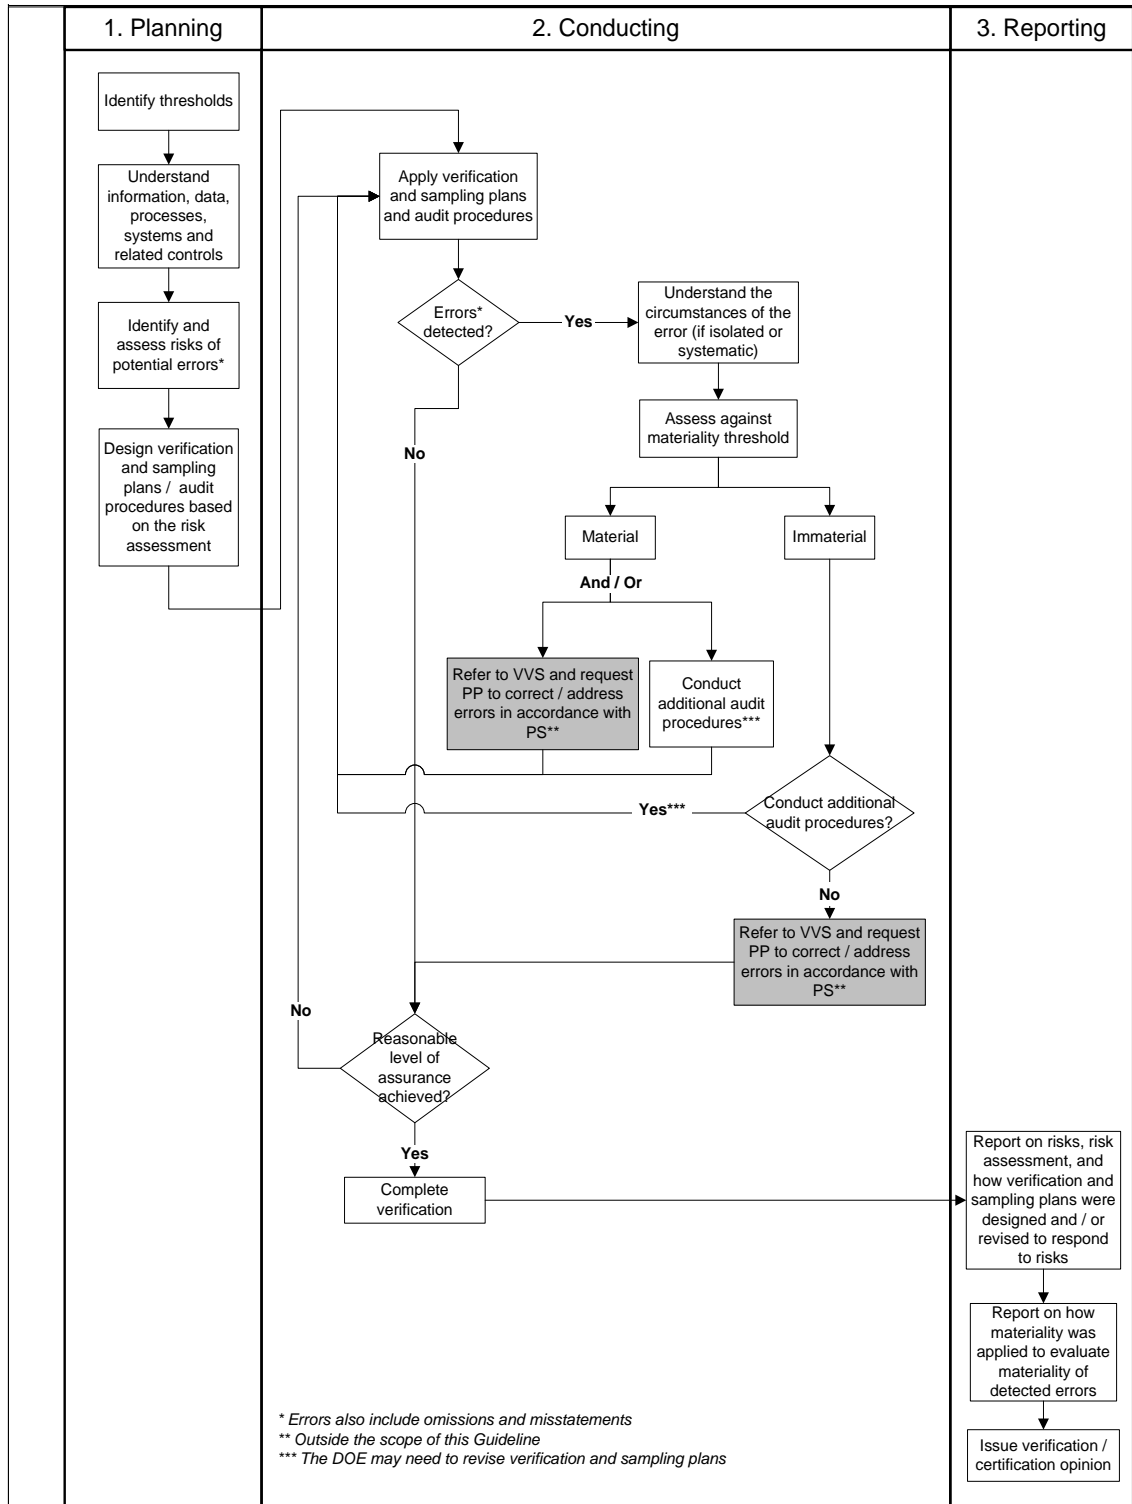 1. Planning
2. Conducting
3. Reporting
Identify thresholds
Understand
information, data,
processes,
systems and
related controls
Identify and
assess risks of
potential errors*
Design verification
and sampling
plans /  audit
procedures based
on the risk
assessment
Apply verification
and sampling plans
and audit procedures
Errors*
detected?
Yes
Understand the
circumstances of the
error (if isolated or
systematic)
Assess against
materiality threshold
No
Material
Immaterial
And / Or
Refer to VVS and request
PP to correct / address
errors in accordance with
PS**
Conduct
additional audit
procedures***
Yes***
Conduct additional
audit procedures?
No
Refer to VVS and request
PP to correct / address
errors in accordance with
PS**
No
Reasonable
level of
assurance
achieved?
Yes
Complete
verification
Report on risks, risk
assessment, and
how verification and
sampling plans were
designed and / or
revised to respond
to risks
Report on how
materiality was
applied to evaluate
materiality of
detected errors
Issue verification /
certification opinion
* Errors also include omissions and misstatements
** Outside the scope of this Guideline
*** The DOE may need to revise verification and sampling plans